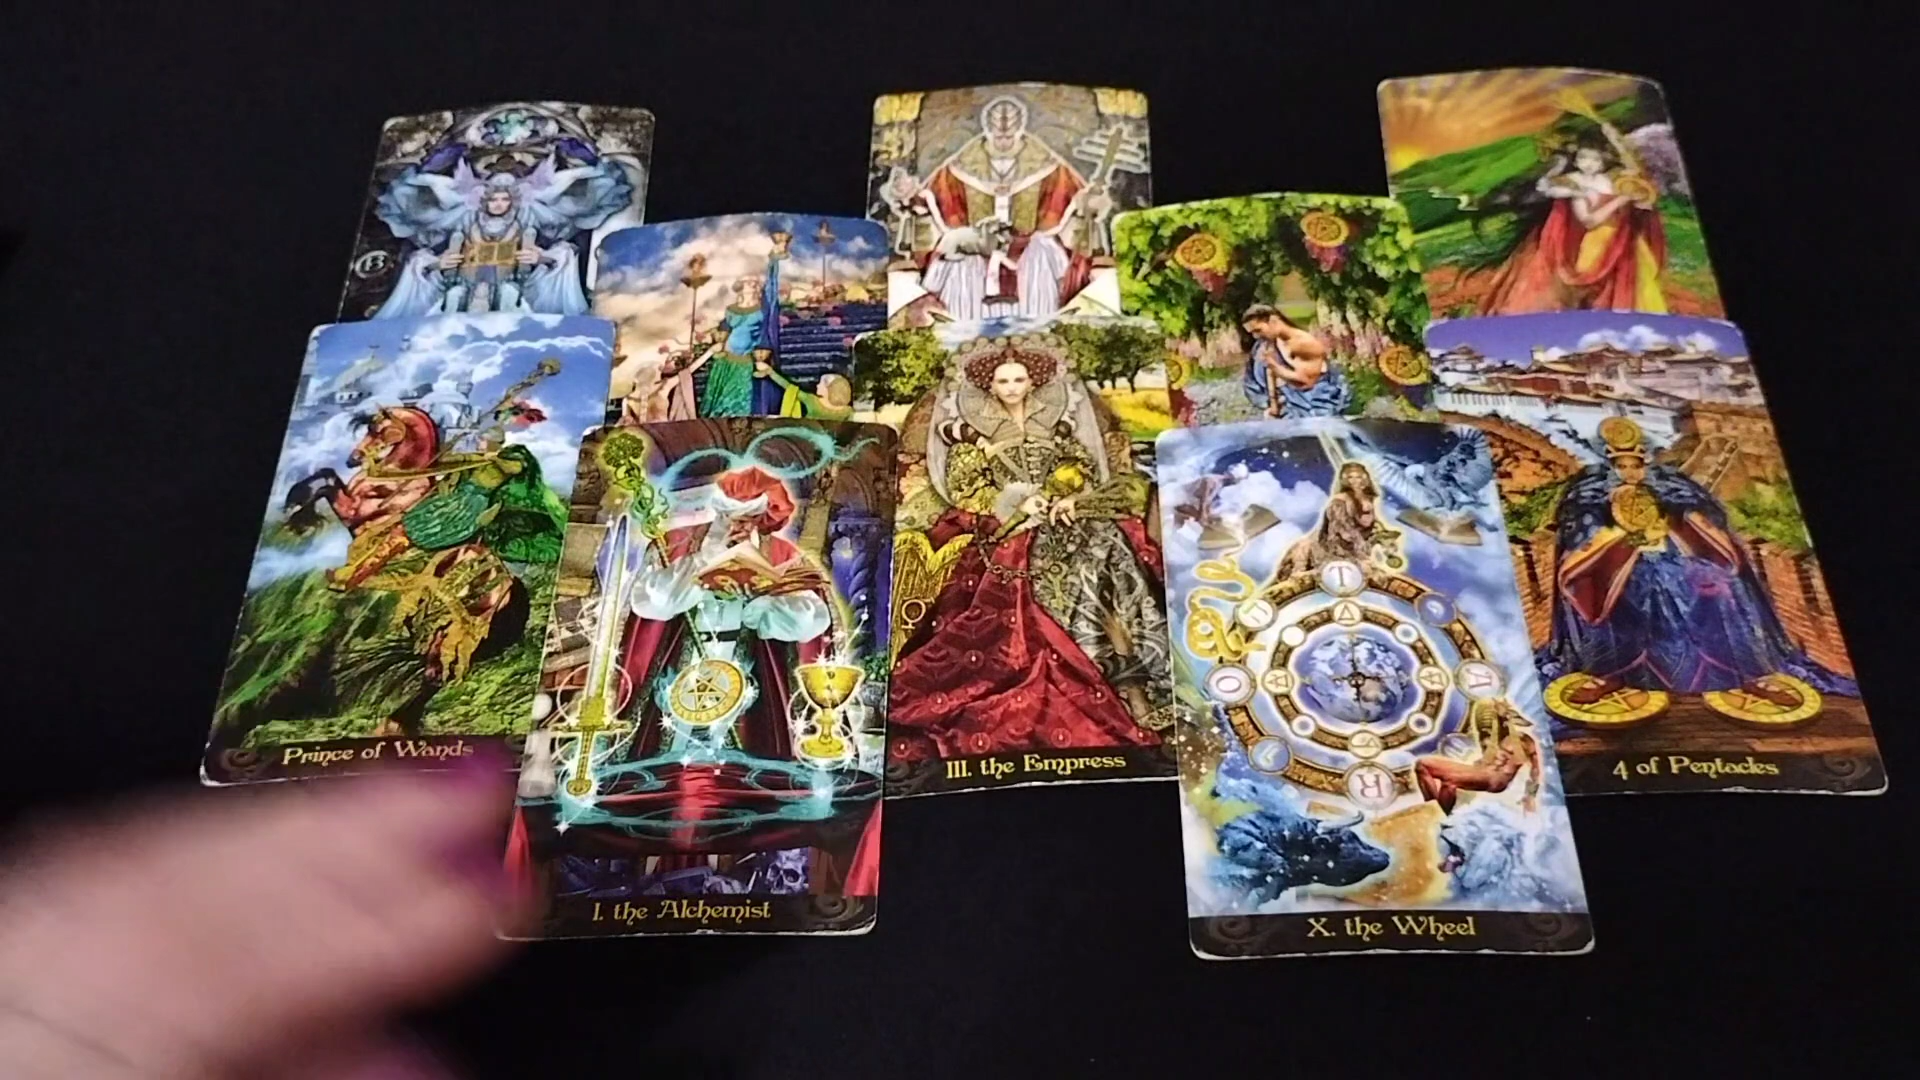 B
Prince of Wands
III. the Empress
4 of Pentacles
T
A
R
O
I. the Alchemist
X. the Wheel